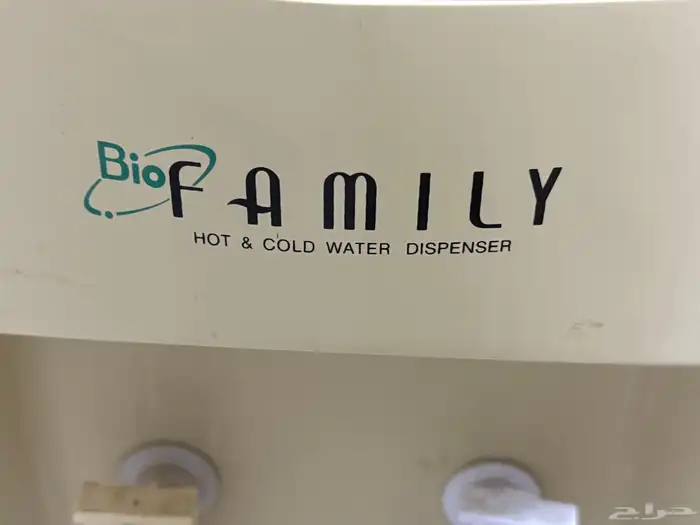 Bio FAMILY
HOT & COLD WATER DISPENSER
حراج